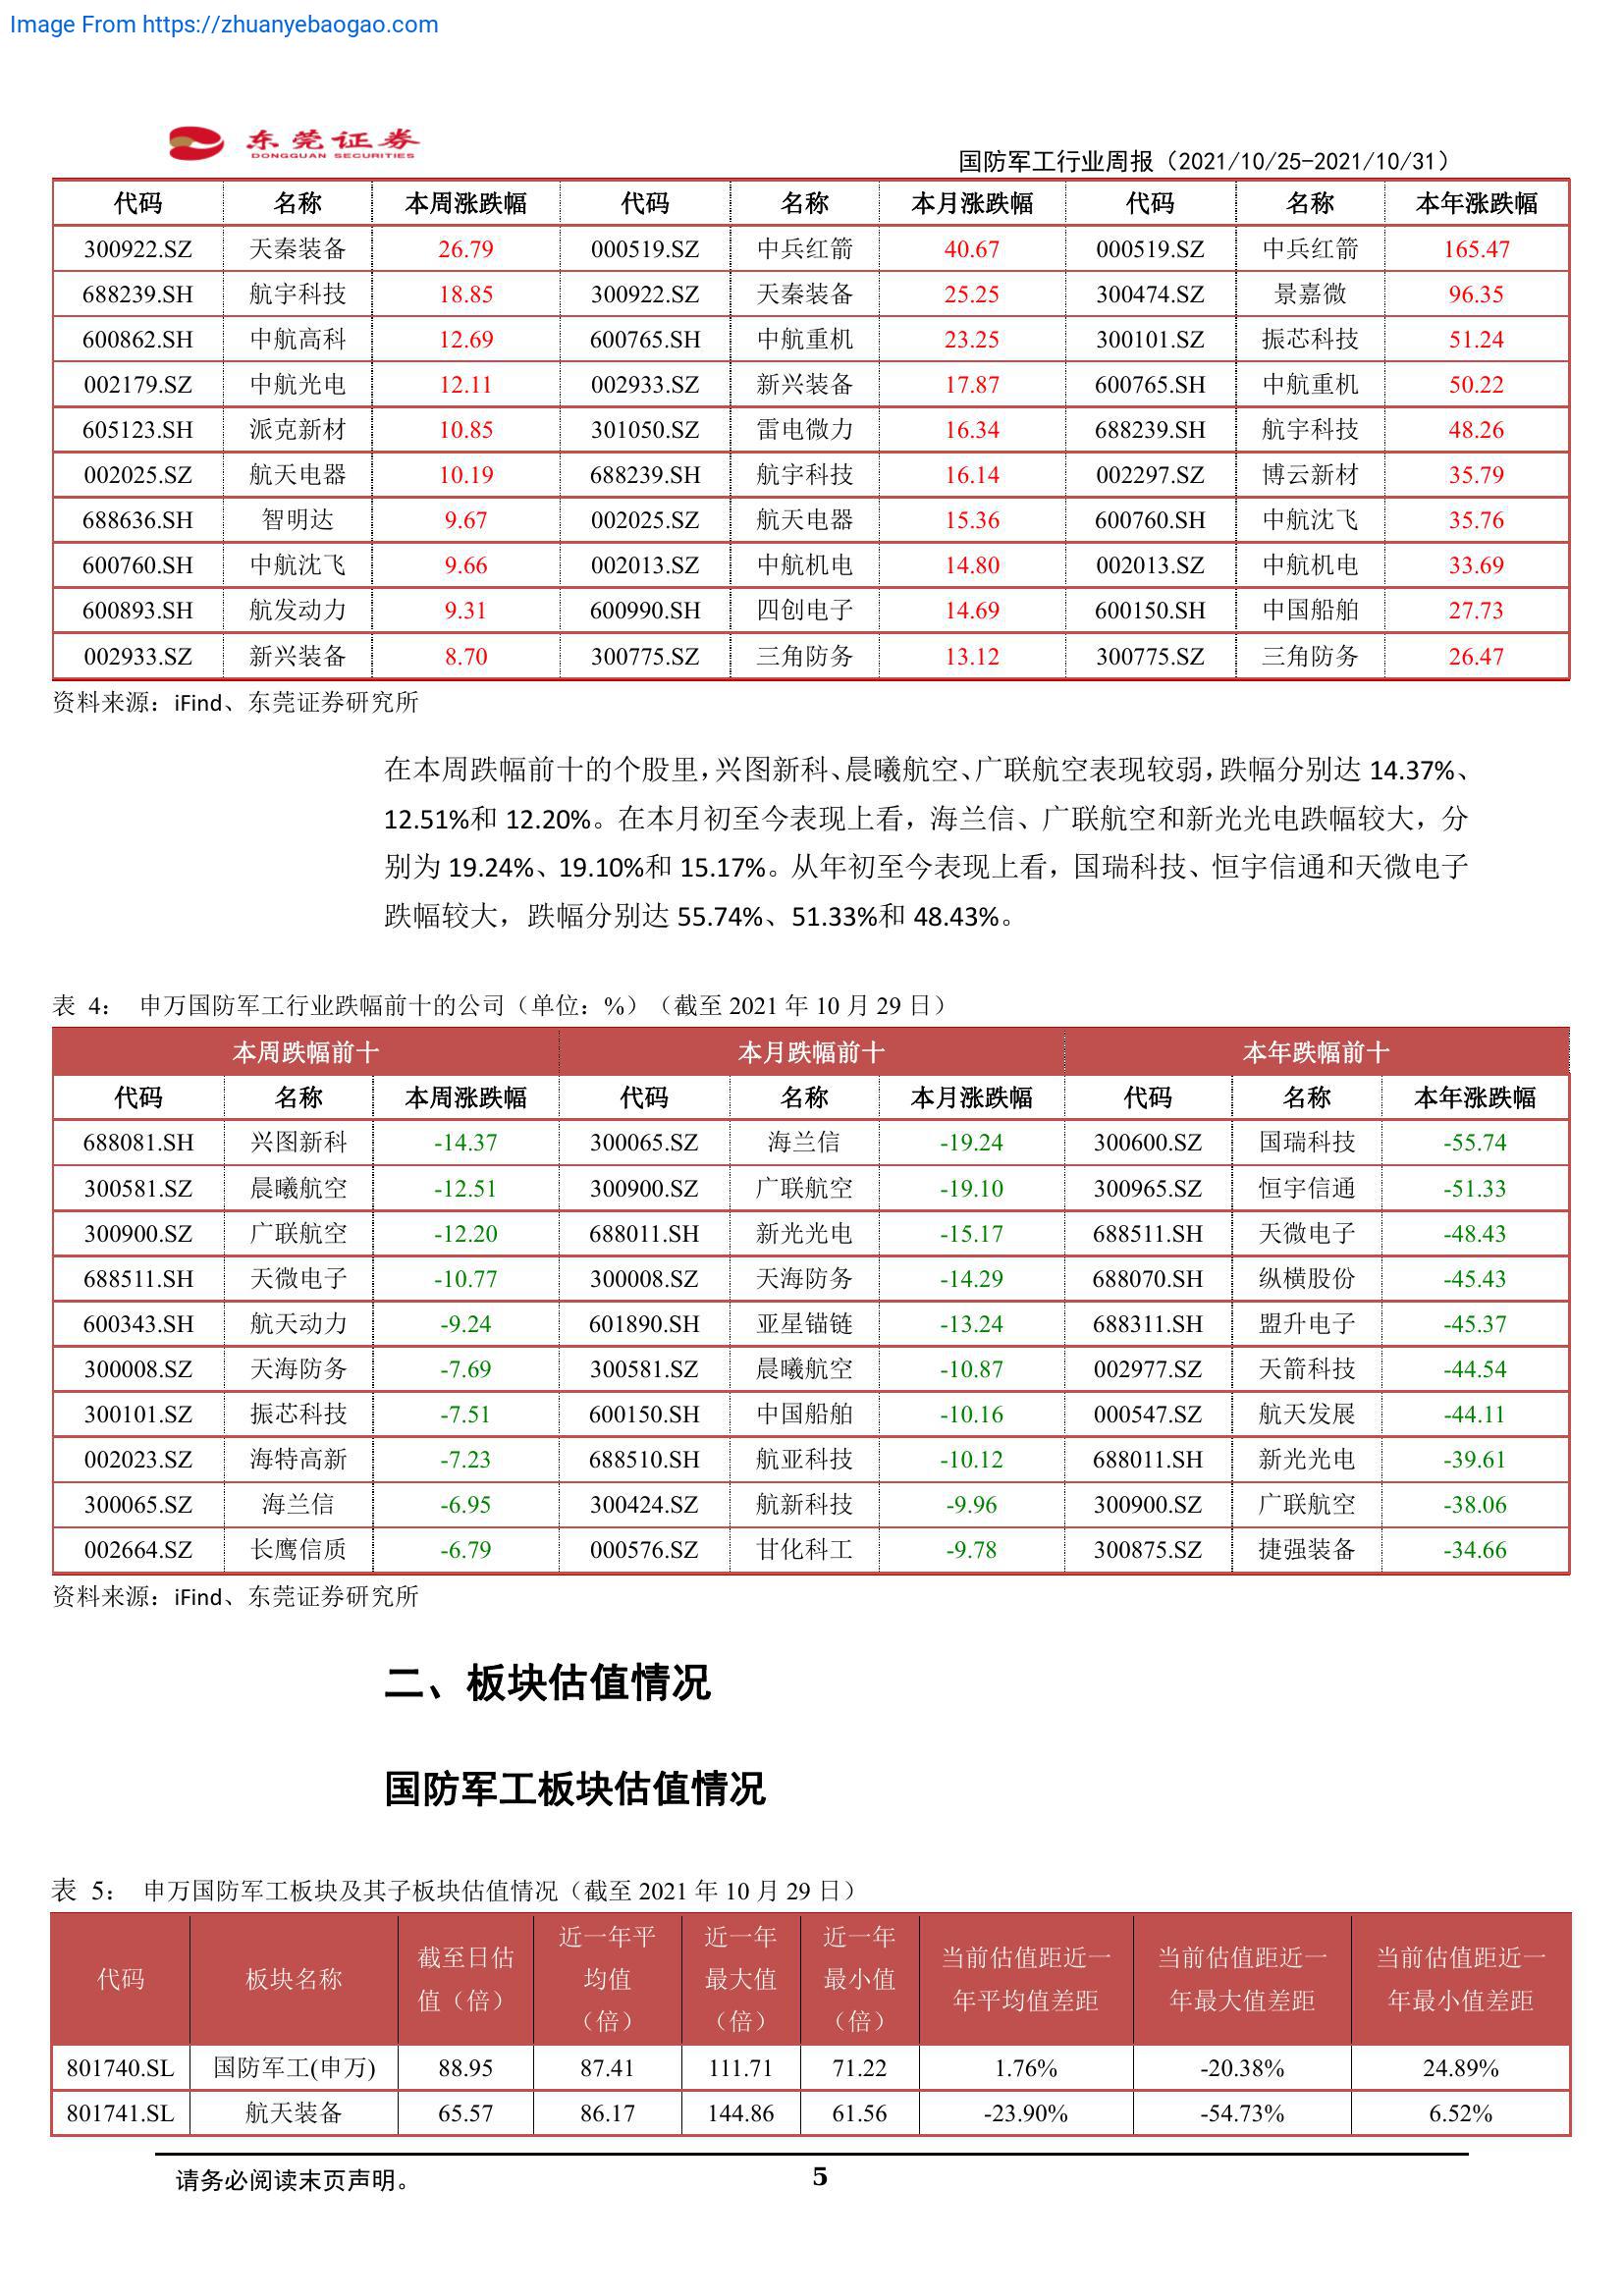 Image From https://zhuanyebaogao.com
东莞证券
DONGGUAN SECURITIES
国防军工行业周报（2021/10/25-2021/10/31）
代码 名称 本周涨跌幅 代码 名称 本月涨跌幅 代码 名称 本年涨跌幅
300922.SZ 天秦装备 26.79 000519.SZ 中兵红箭 40.67 000519.SZ 中兵红箭 165.47
688239.SH 航宇科技 18.85 300922.SZ 天秦装备 25.25 300474.SZ 景嘉微 96.35
600862.SH 中航高科 12.69 600765.SH 中航重机 23.25 300101.SZ 振芯科技 51.24
002179.SZ 中航光电 12.11 002933.SZ 新兴装备 17.87 600765.SH 中航重机 50.22
605123.SH 派克新材 10.85 301050.SZ 雷电微力 16.34 688239.SH 航宇科技 48.26
002025.SZ 航天电器 10.19 688239.SH 航宇科技 16.14 002297.SZ 博云新材 35.79
688636.SH 智明达 9.67 002025.SZ 航天电器 15.36 600760.SH 中航沈飞 35.76
600760.SH 中航沈飞 9.66 002013.SZ 中航机电 14.80 002013.SZ 中航机电 33.69
600893.SH 航发动力 9.31 600990.SH 四创电子 14.69 600150.SH 中国船舶 27.73
002933.SZ 新兴装备 8.70 300775.SZ 三角防务 13.12 300775.SZ 三角防务 26.47
资料来源：iFind、东莞证券研究所
在本周跌幅前十的个股里，兴图新科、晨曦航空、广联航空表现较弱，跌幅分别达 14.37%、
12.51%和 12.20%。在本月初至今表现上看，海兰信、广联航空和新光光电跌幅较大，分
别为 19.24%、19.10%和 15.17%。从年初至今表现上看，国瑞科技、恒宇信通和天微电子
跌幅较大，跌幅分别达 55.74%、51.33%和 48.43%。
表 4： 申万国防军工行业跌幅前十的公司（单位：%）（截至 2021 年 10 月 29 日）
本周跌幅前十 本月跌幅前十 本年跌幅前十
代码 名称 本周涨跌幅 代码 名称 本月涨跌幅 代码 名称 本年涨跌幅
688081.SH 兴图新科 -14.37 300065.SZ 海兰信 -19.24 300600.SZ 国瑞科技 -55.74
300581.SZ 晨曦航空 -12.51 300900.SZ 广联航空 -19.10 300965.SZ 恒宇信通 -51.33
300900.SZ 广联航空 -12.20 688011.SH 新光光电 -15.17 688511.SH 天微电子 -48.43
688511.SH 天微电子 -10.77 300008.SZ 天海防务 -14.29 688070.SH 纵横股份 -45.43
600343.SH 航天动力 -9.24 601890.SH 亚星锚链 -13.24 688311.SH 盟升电子 -45.37
300008.SZ 天海防务 -7.69 300581.SZ 晨曦航空 -10.87 002977.SZ 天箭科技 -44.54
300101.SZ 振芯科技 -7.51 600150.SH 中国船舶 -10.16 000547.SZ 航天发展 -44.11
002023.SZ 海特高新 -7.23 688510.SH 航亚科技 -10.12 688011.SH 新光光电 -39.61
300065.SZ 海兰信 -6.95 300424.SZ 航新科技 -9.96 300900.SZ 广联航空 -38.06
002664.SZ 长鹰信质 -6.79 000576.SZ 甘化科工 -9.78 300875.SZ 捷强装备 -34.66
资料来源：iFind、东莞证券研究所
二、板块估值情况
国防军工板块估值情况
表 5： 申万国防军工板块及其子板块估值情况（截至 2021 年 10 月 29 日）
代码 板块名称 截至日估值（倍） 近一年平均值（倍） 近一年最大值（倍） 近一年最小值（倍） 当前估值距近一年平均值差距 当前估值距近一年最大值差距 当前估值距近一年最小值差距
801740.SL 国防军工(申万) 88.95 87.41 111.71 71.22 1.76% -20.38% 24.89%
801741.SL 航天装备 65.57 86.17 144.86 61.56 -23.90% -54.73% 6.52%
请务必阅读末页声明。
5